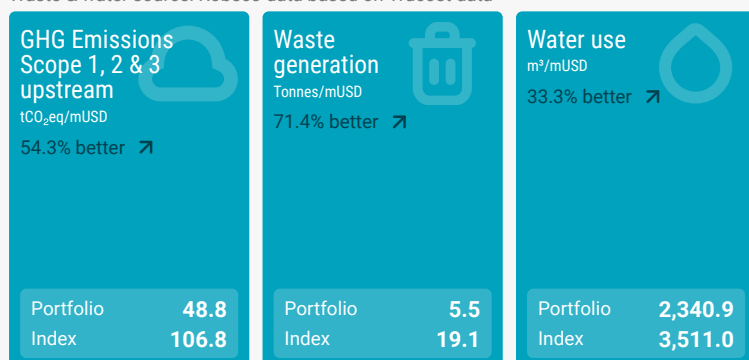 GHG Emissions
Scope 1, 2 & 3
upstream
tCO₂eq/mUSD
54.3% better
Portfolio 48.8
Index 106.8
Waste
generation
Tonnes/mUSD
71.4% better
Portfolio 5.5
Index 19.1
Water use
m³/mUSD
33.3% better
Portfolio 2,340.9
Index 3,511.0